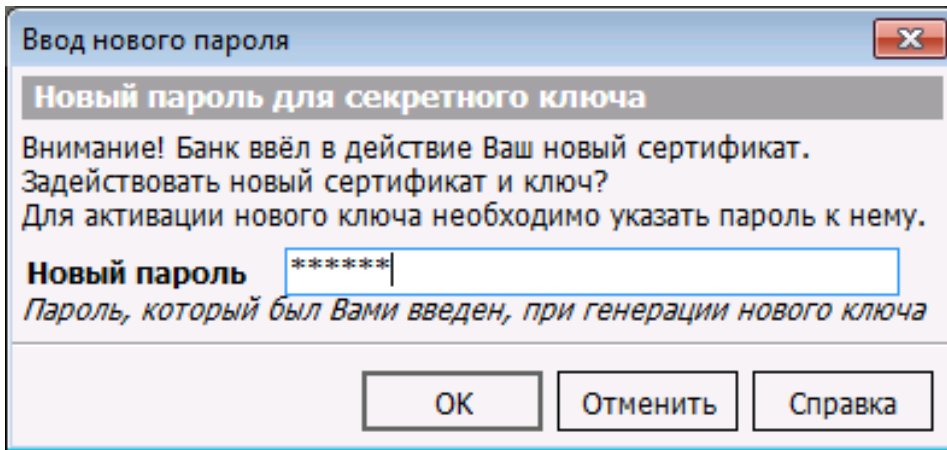 Ввод нового пароля
Новый пароль для секретного ключа
Внимание! Банк ввёл в действие Ваш новый сертификат.
Задействовать новый сертификат и ключ?
Для активации нового ключа необходимо указать пароль к нему.
Новый пароль ******
Пароль, который был Вами введен, при генерации нового ключа
OK Отменить Справка